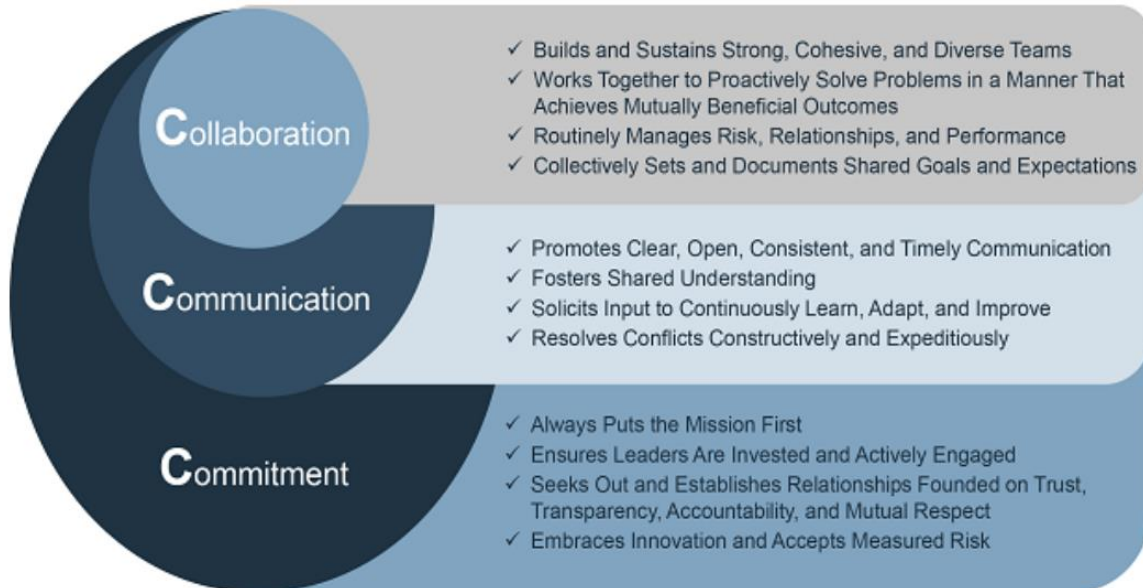 Collaboration
✓ Builds and Sustains Strong, Cohesive, and Diverse Teams
✓ Works Together to Proactively Solve Problems in a Manner That
Achieves Mutually Beneficial Outcomes
✓ Routinely Manages Risk, Relationships, and Performance
✓ Collectively Sets and Documents Shared Goals and Expectations
Communication
✓ Promotes Clear, Open, Consistent, and Timely Communication
✓ Fosters Shared Understanding
✓ Solicits Input to Continuously Learn, Adapt, and Improve
✓ Resolves Conflicts Constructively and Expeditiously
Commitment
✓ Always Puts the Mission First
✓ Ensures Leaders Are Invested and Actively Engaged
✓ Seeks Out and Establishes Relationships Founded on Trust,
Transparency, Accountability, and Mutual Respect
✓ Embraces Innovation and Accepts Measured Risk